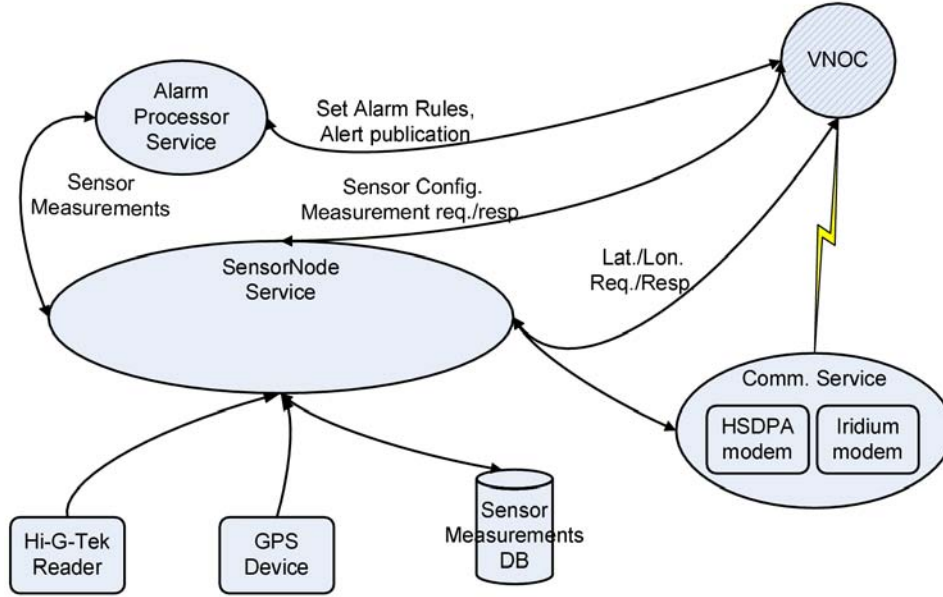 VNOC
Alarm
Processor
Service
Set Alarm Rules,
Alert publication
Sensor
Measurements
Sensor Config.
Measurement req./resp
SensorNode
Service
Lat./Lon.
Req./Resp
Comm. Service
HSDPA
modem
Iridium
modem
Hi-G-Tek
Reader
GPS
Device
Sensor
Measurements
DB